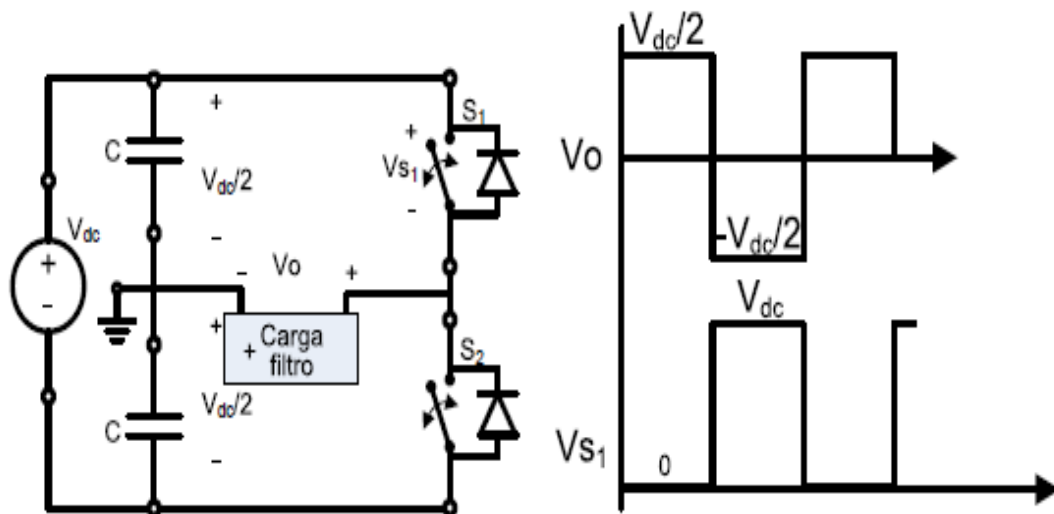 V_dc
+
-
C
+
V_dc/2
-
C
+
V_dc/2
-
-
Vo
+
+ Carga
filtro
S₁
+
Vs₁
-
S₂
V_dc/2
Vo
-V_dc/2
V_dc
Vs₁
0